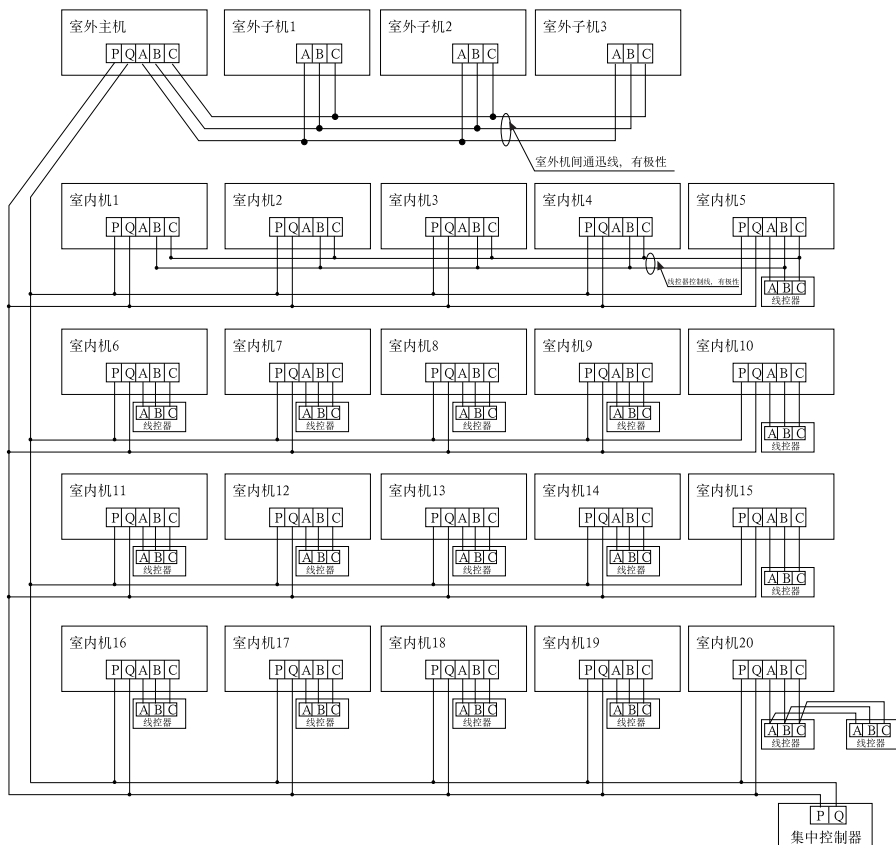 室外主机
室外子机1
室外子机2
室外子机3
P Q A B C
A B C
A B C
A B C
室外机间通迅线，有极性
室内机1
室内机2
室内机3
室内机4
室内机5
P Q A B C
P Q A B C
P Q A B C
P Q A B C
P Q A B C
线控器控制线，有极性
A B C
线控器
室内机6
室内机7
室内机8
室内机9
室内机10
P Q A B C
P Q A B C
P Q A B C
P Q A B C
P Q A B C
A B C
A B C
A B C
A B C
线控器
线控器
线控器
线控器
A B C
线控器
室内机11
室内机12
室内机13
室内机14
室内机15
P Q A B C
P Q A B C
P Q A B C
P Q A B C
P Q A B C
A B C
A B C
A B C
A B C
线控器
线控器
线控器
线控器
A B C
线控器
室内机16
室内机17
室内机18
室内机19
室内机20
P Q A B C
P Q A B C
P Q A B C
P Q A B C
P Q A B C
A B C
A B C
A B C
A B C
线控器
线控器
线控器
线控器
A B C
A B C
线控器
线控器
P Q
集中控制器